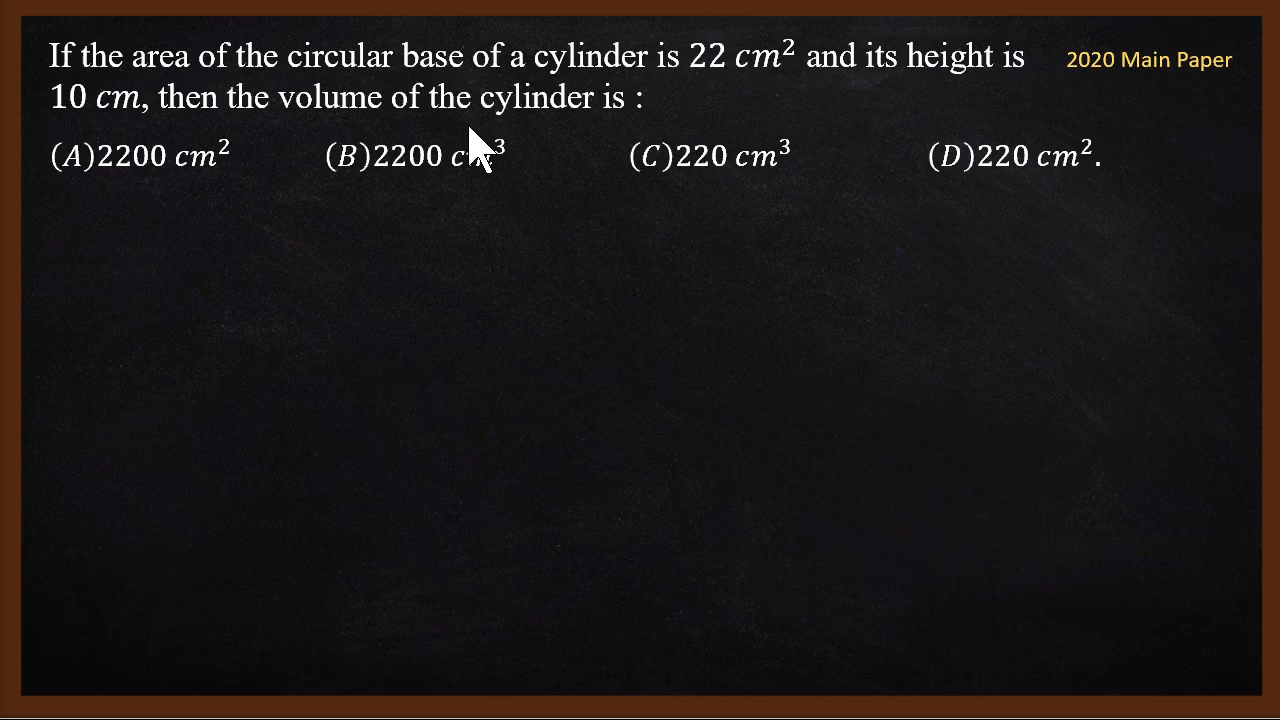 If the area of the circular base of a cylinder is 22 cm² and its height is
2020 Main Paper
10 cm, then the volume of the cylinder is :
(A)2200 cm² (B)2200 cm³ (C)220 cm³ (D)220 cm².